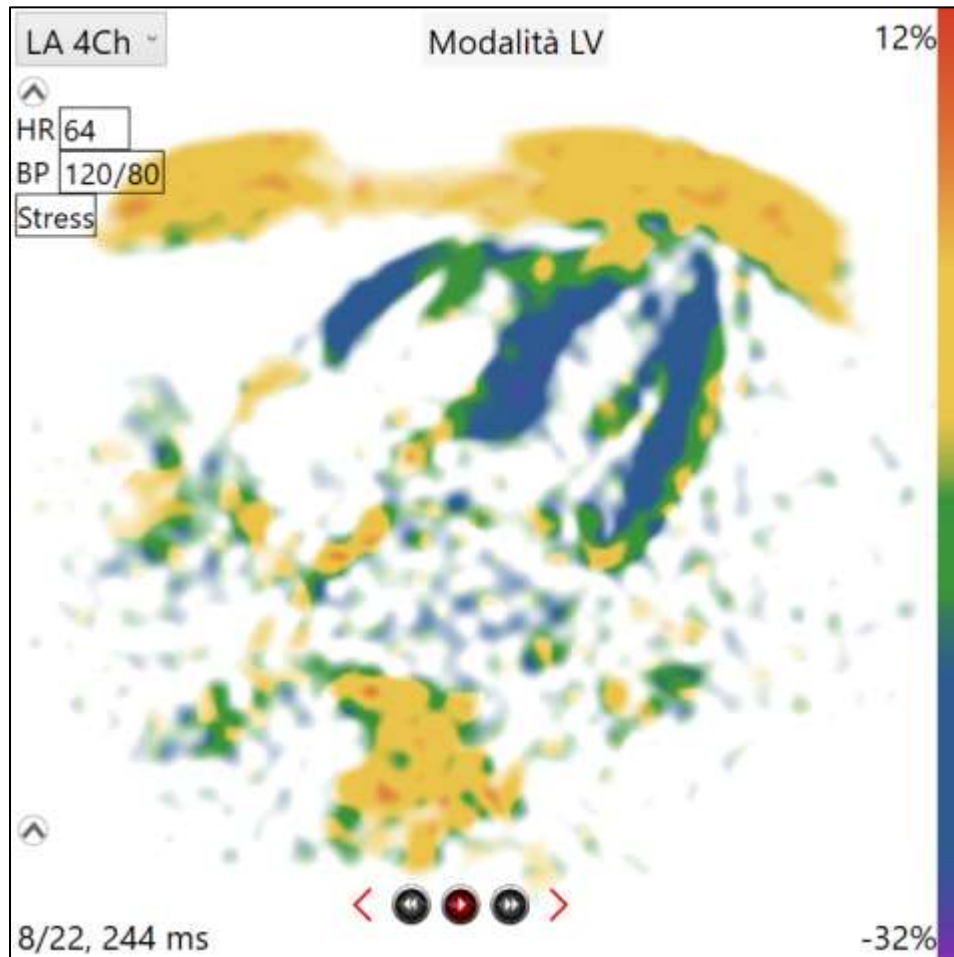 LA 4Ch
Modalità LV
12%
HR 64
BP 120/80
Stress
8/22, 244 ms
-32%